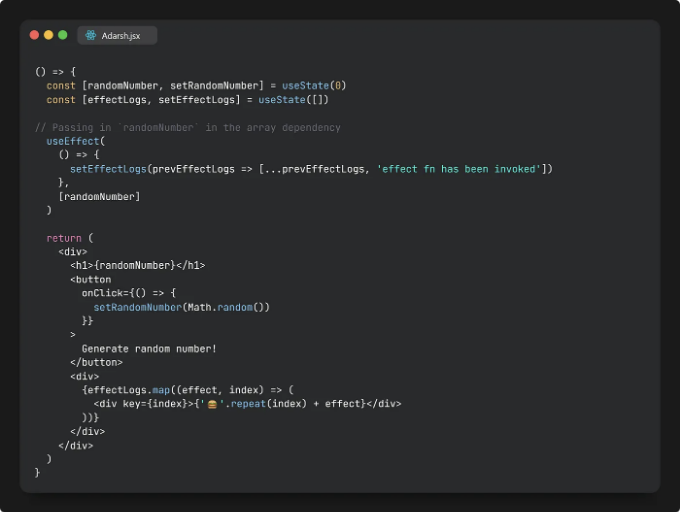 Adarsh.jsx
() => {
  const [randomNumber, setRandomNumber] = useState(0)
  const [effectLogs, setEffectLogs] = useState([])
// Passing in `randomNumber` in the array dependency
  useEffect(
    () => {
      setEffectLogs(prevEffectLogs => [...prevEffectLogs, 'effect fn has been invoked'])
    },
    [randomNumber]
  )
  return (
    <div>
      <h1>{randomNumber}</h1>
      <button
        onClick={() => {
          setRandomNumber(Math.random())
        }}
      >
        Generate random number!
      </button>
      <div>
        {effectLogs.map((effect, index) => (
          <div key={index}>{'🍔'.repeat(index) + effect}</div>
        ))}
      </div>
    </div>
  )
}